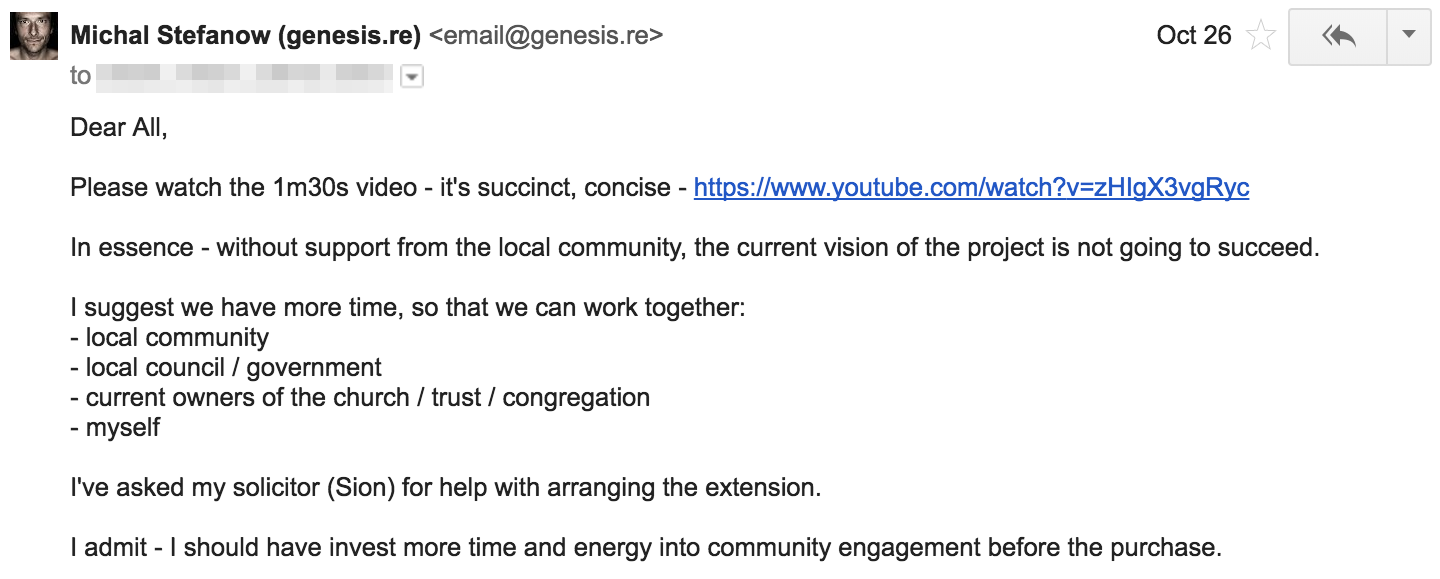 Michal Stefanow (genesis.re) <email@genesis.re>
Oct 26
to
Dear All,
Please watch the 1m30s video - it's succinct, concise - https://www.youtube.com/watch?v=zHIgX3vgRyc
In essence - without support from the local community, the current vision of the project is not going to succeed.
I suggest we have more time, so that we can work together:
- local community
- local council / government
- current owners of the church / trust / congregation
- myself
I've asked my solicitor (Sion) for help with arranging the extension.
I admit - I should have invest more time and energy into community engagement before the purchase.